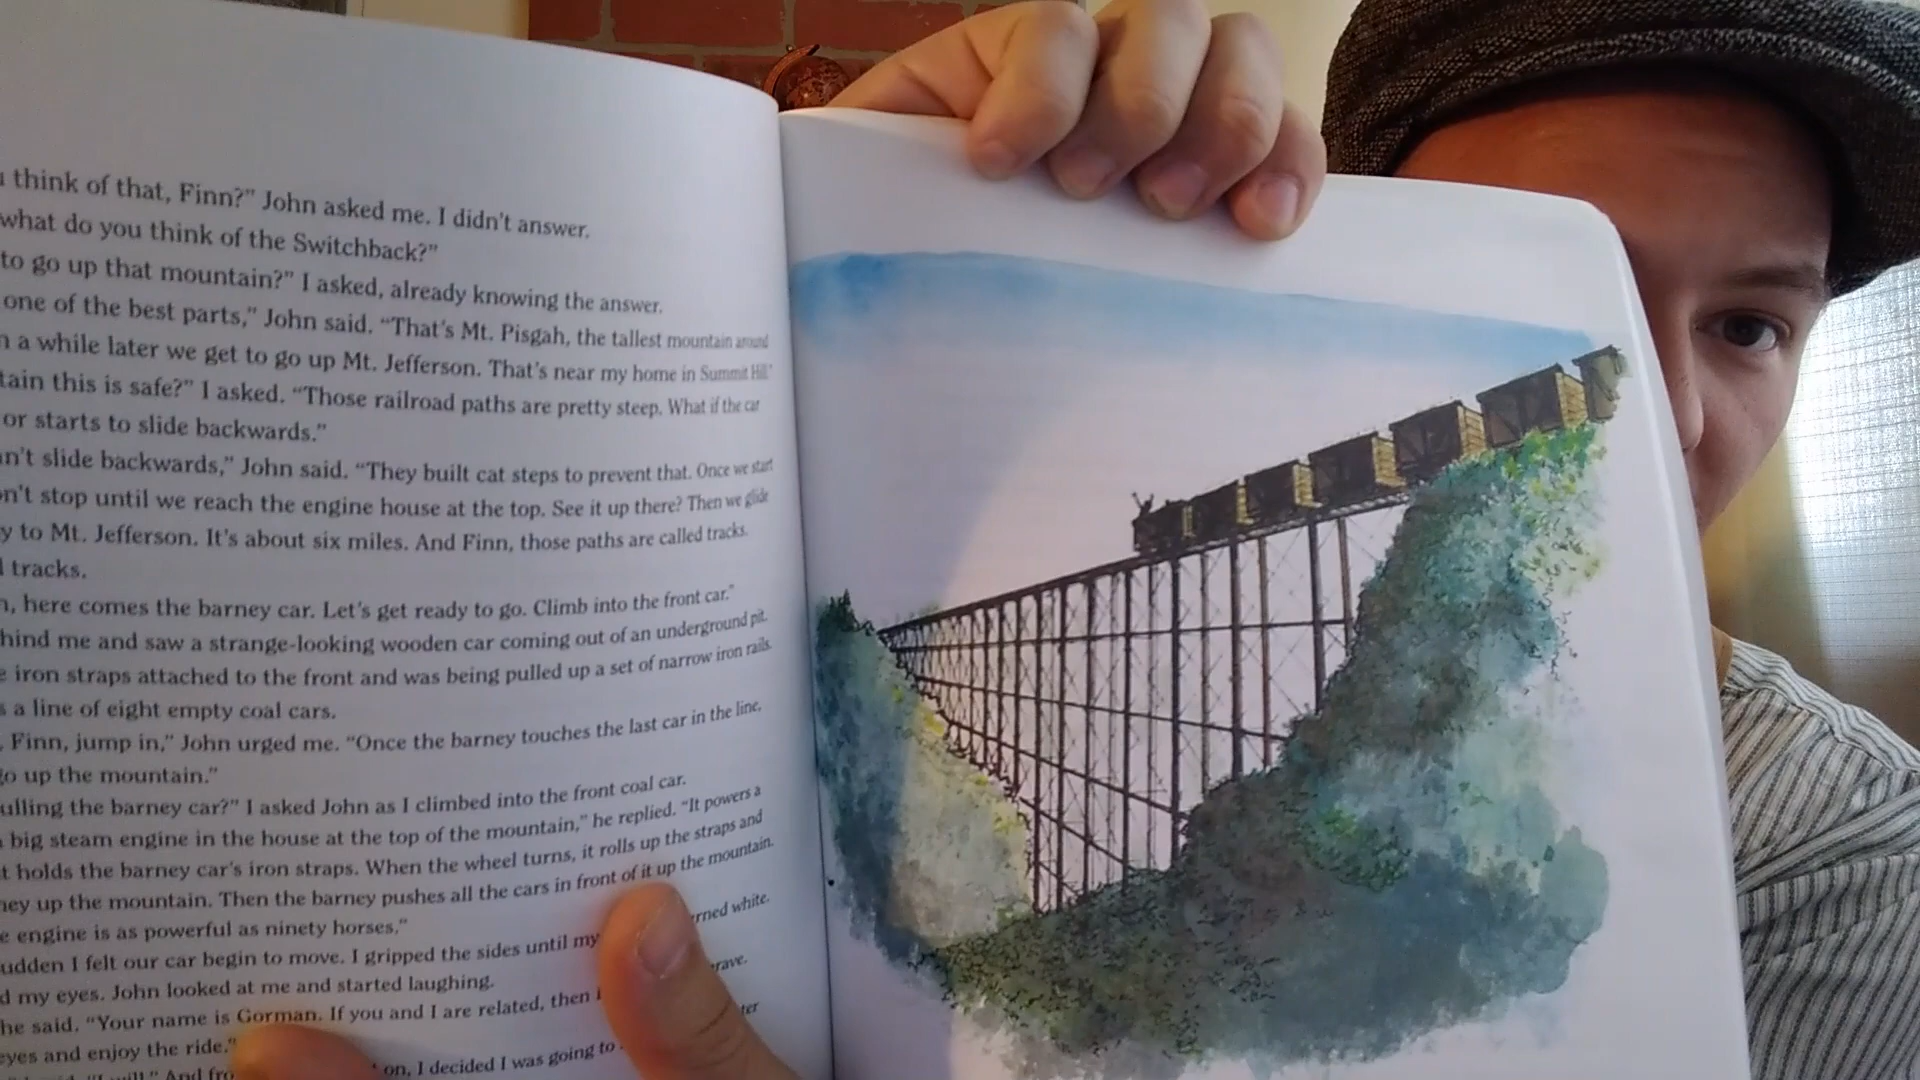 think of that, Finn?” John asked me. I didn’t answer.
what do you think of the Switchback?”
to go up that mountain?” I asked, already knowing the answer.
one of the best parts,” John said. “That’s Mt. Pisgah, the tallest mountain around
a while later we get to go up Mt. Jefferson. That’s near my home in Summit Hill.”
tain this is safe?” I asked. “Those railroad paths are pretty steep. What if the car
or starts to slide backwards.”
n’t slide backwards,” John said. “They built cat steps to prevent that. Once we start
n’t stop until we reach the engine house at the top. See it up there? Then we glide
y to Mt. Jefferson. It’s about six miles. And Finn, those paths are called tracks.
tracks.
, here comes the barney car. Let’s get ready to go. Climb into the front car.”
hind me and saw a strange-looking wooden car coming out of an underground pit.
e iron straps attached to the front and was being pulled up a set of narrow iron rails.
s a line of eight empty coal cars.
, Finn, jump in,” John urged me. “Once the barney touches the last car in the line,
go up the mountain.”
ulling the barney car?” I asked John as I climbed into the front coal car.
big steam engine in the house at the top of the mountain,” he replied. “It powers a
t holds the barney car’s iron straps. When the wheel turns, it rolls up the straps and
ney up the mountain. Then the barney pushes all the cars in front of it up the mountain.
e engine is as powerful as ninety horses.”
udden I felt our car begin to move. I gripped the sides until my rned white.
d my eyes. John looked at me and started laughing.
he said. “Your name is Gorman. If you and I are related, then rave.
eyes and enjoy the ride.” ter
And fro on, I decided I was going to